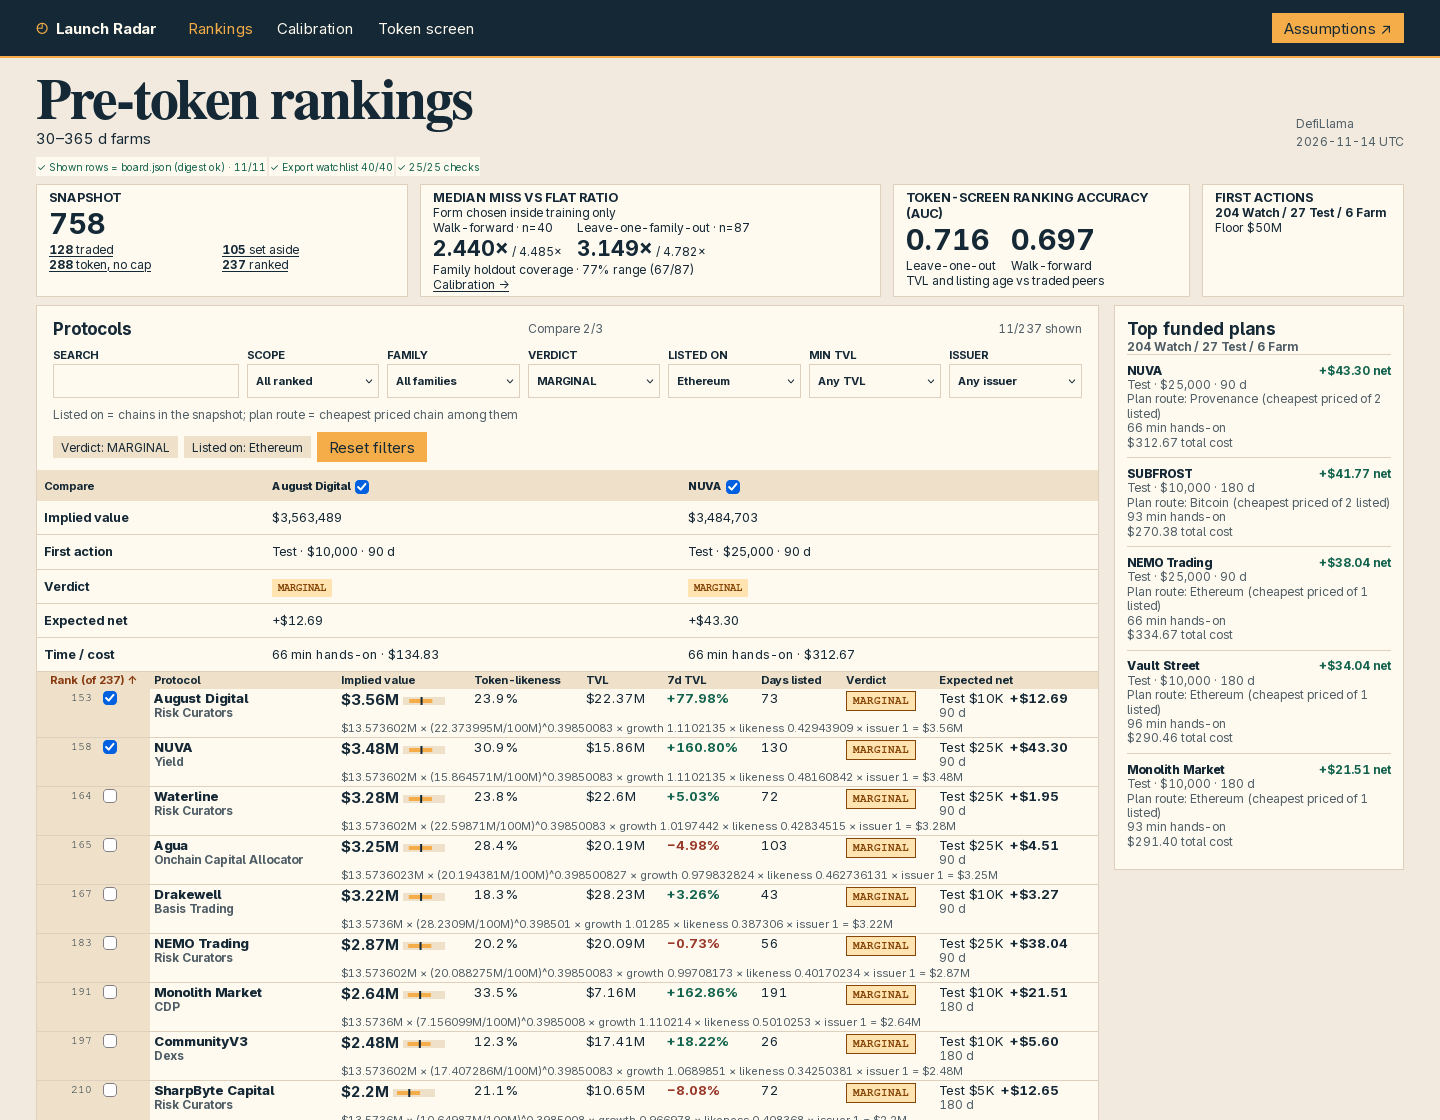 Launch Radar Rankings Calibration Token screen Assumptions ↗
Pre-token rankings
30–365 d farms
DefiLlama
2026-11-14 UTC
✓ Shown rows = board.json (digest ok) · 11/11 ✓ Export watchlist 40/40 ✓ 25/25 checks
SNAPSHOT
758
128 traded 105 set aside
288 token, no cap 237 ranked
MEDIAN MISS VS FLAT RATIO
Form chosen inside training only
Walk-forward · n=40 Leave-one-family-out · n=87
2.440× / 4.485× 3.149× / 4.782×
Family holdout coverage · 77% range (67/87)
Calibration →
TOKEN-SCREEN RANKING ACCURACY
(AUC)
0.716 0.697
Leave-one-out Walk-forward
TVL and listing age vs traded peers
FIRST ACTIONS
204 Watch / 27 Test / 6 Farm
Floor $50M
Protocols Compare 2/3 11/237 shown
SEARCH SCOPE FAMILY VERDICT LISTED ON MIN TVL ISSUER
All ranked All families MARGINAL Ethereum Any TVL Any issuer
Listed on = chains in the snapshot; plan route = cheapest priced chain among them
Verdict: MARGINAL Listed on: Ethereum Reset filters
Compare August Digital NUVA
Implied value $3,563,489 $3,484,703
First action Test · $10,000 · 90 d Test · $25,000 · 90 d
Verdict MARGINAL MARGINAL
Expected net +$12.69 +$43.30
Time / cost 66 min hands-on · $134.83 66 min hands-on · $312.67
Rank (of 237) ↑ Protocol Implied value Token-likeness TVL 7d TVL Days listed Verdict Expected net
153 August Digital $3.56M 23.9% $22.37M +77.98% 73 MARGINAL Test $10K +$12.69
Risk Curators 90 d
$13.573602M × (22.373995M/100M)^0.39850083 × growth 1.1102135 × likeness 0.42943909 × issuer 1 = $3.56M
158 NUVA $3.48M 30.9% $15.86M +160.80% 130 MARGINAL Test $25K +$43.30
Yield 90 d
$13.573602M × (15.864571M/100M)^0.39850083 × growth 1.1102135 × likeness 0.48160842 × issuer 1 = $3.48M
164 Waterline $3.28M 23.8% $22.6M +5.03% 72 MARGINAL Test $25K +$1.95
Risk Curators 90 d
$13.573602M × (22.59871M/100M)^0.39850083 × growth 1.0197442 × likeness 0.42834515 × issuer 1 = $3.28M
165 Agua $3.25M 28.4% $20.19M −4.98% 103 MARGINAL Test $25K +$4.51
Onchain Capital Allocator 90 d
$13.5736023M × (20.194381M/100M)^0.398500827 × growth 0.979832824 × likeness 0.462736131 × issuer 1 = $3.25M
167 Drakewell $3.22M 18.3% $28.23M +3.26% 43 MARGINAL Test $10K +$3.27
Basis Trading 90 d
$13.5736M × (28.2309M/100M)^0.398501 × growth 1.01285 × likeness 0.387306 × issuer 1 = $3.22M
183 NEMO Trading $2.87M 20.2% $20.09M −0.73% 56 MARGINAL Test $25K +$38.04
Risk Curators 90 d
$13.573602M × (20.088275M/100M)^0.39850083 × growth 0.99708173 × likeness 0.40170234 × issuer 1 = $2.87M
191 Monolith Market $2.64M 33.5% $7.16M +162.86% 191 MARGINAL Test $10K +$21.51
CDP 180 d
$13.5736M × (7.156099M/100M)^0.3985008 × growth 1.110214 × likeness 0.5010253 × issuer 1 = $2.64M
197 CommunityV3 $2.48M 12.3% $17.41M +18.22% 26 MARGINAL Test $10K +$5.60
Dexs 180 d
$13.573602M × (17.407286M/100M)^0.39850083 × growth 1.0689851 × likeness 0.34250381 × issuer 1 = $2.48M
210 SharpByte Capital $2.2M 21.1% $10.65M −8.08% 72 MARGINAL Test $5K +$12.65
Risk Curators 180 d
Top funded plans
204 Watch / 27 Test / 6 Farm
NUVA +$43.30 net
Test · $25,000 · 90 d
Plan route: Provenance (cheapest priced of 2
listed)
66 min hands-on
$312.67 total cost
SUBFROST +$41.77 net
Test · $10,000 · 180 d
Plan route: Bitcoin (cheapest priced of 2 listed)
93 min hands-on
$270.38 total cost
NEMO Trading +$38.04 net
Test · $25,000 · 90 d
Plan route: Ethereum (cheapest priced of 1
listed)
66 min hands-on
$334.67 total cost
Vault Street +$34.04 net
Test · $10,000 · 180 d
Plan route: Ethereum (cheapest priced of 1
listed)
96 min hands-on
$290.46 total cost
Monolith Market +$21.51 net
Test · $10,000 · 180 d
Plan route: Ethereum (cheapest priced of 1
listed)
93 min hands-on
$291.40 total cost